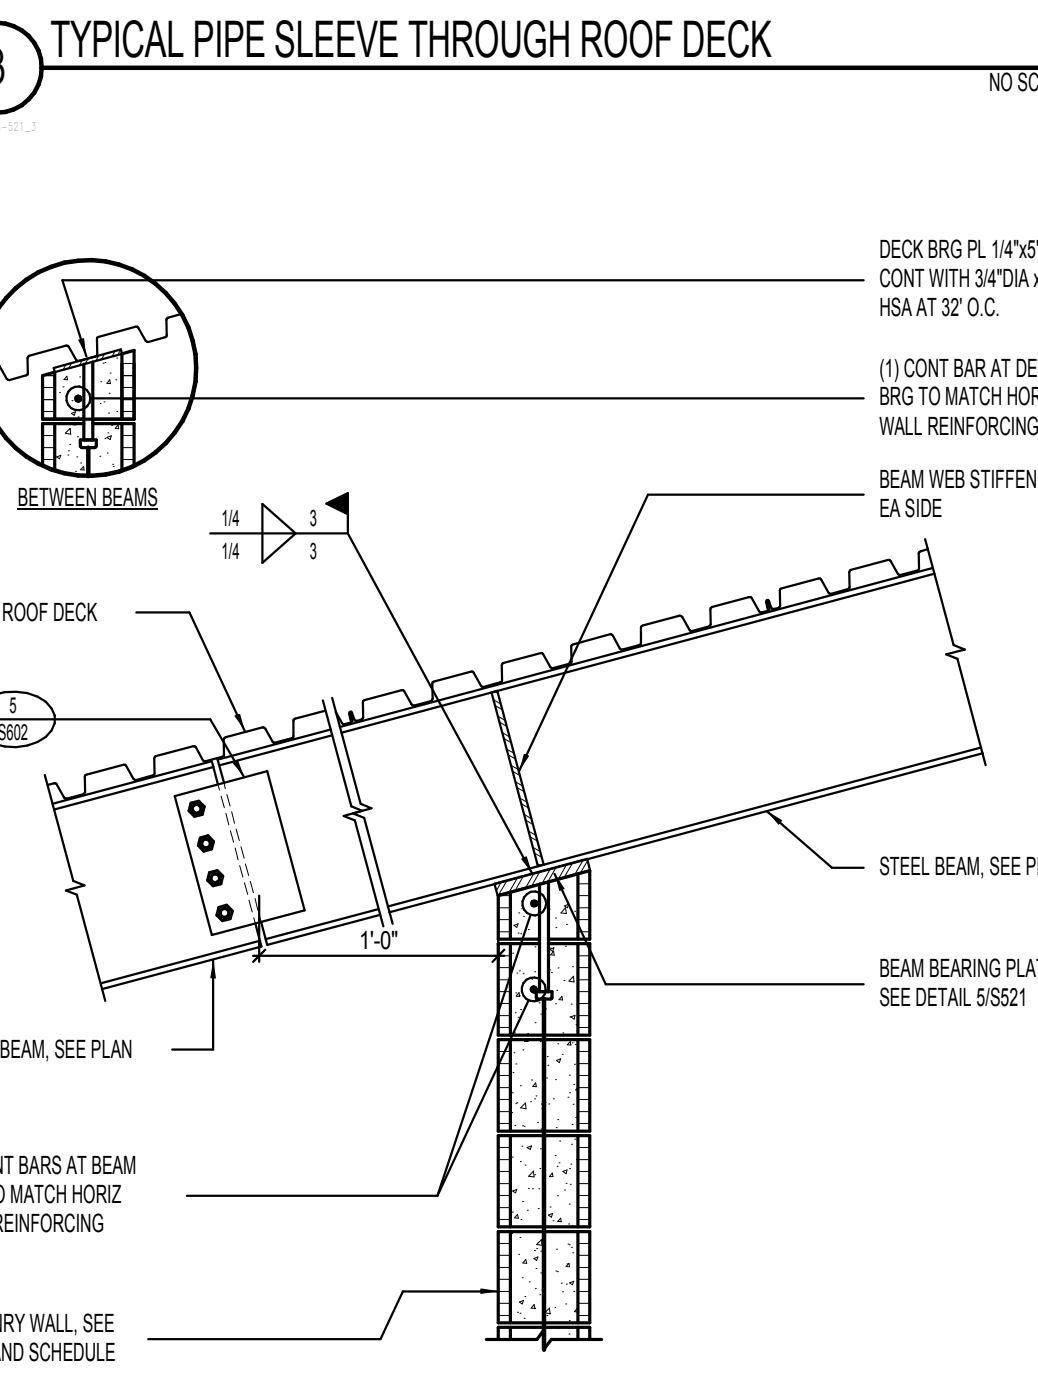 TYPICAL PIPE SLEEVE THROUGH ROOF DECK
NO SC
-521_3
DECK BRG PL 1/4"x5"
CONT WITH 3/4"DIA x
HSA AT 32' O.C.
(1) CONT BAR AT DE
BRG TO MATCH HOR
WALL REINFORCING
BEAM WEB STIFFEN
EA SIDE
BETWEEN BEAMS
1/4 3
1/4 3
ROOF DECK
5
S602
STEEL BEAM, SEE PL
1'-0"
BEAM BEARING PLAT
SEE DETAIL 5/S521
BEAM, SEE PLAN
NT BARS AT BEAM
O MATCH HORIZ
REINFORCING
NRY WALL, SEE
AND SCHEDULE